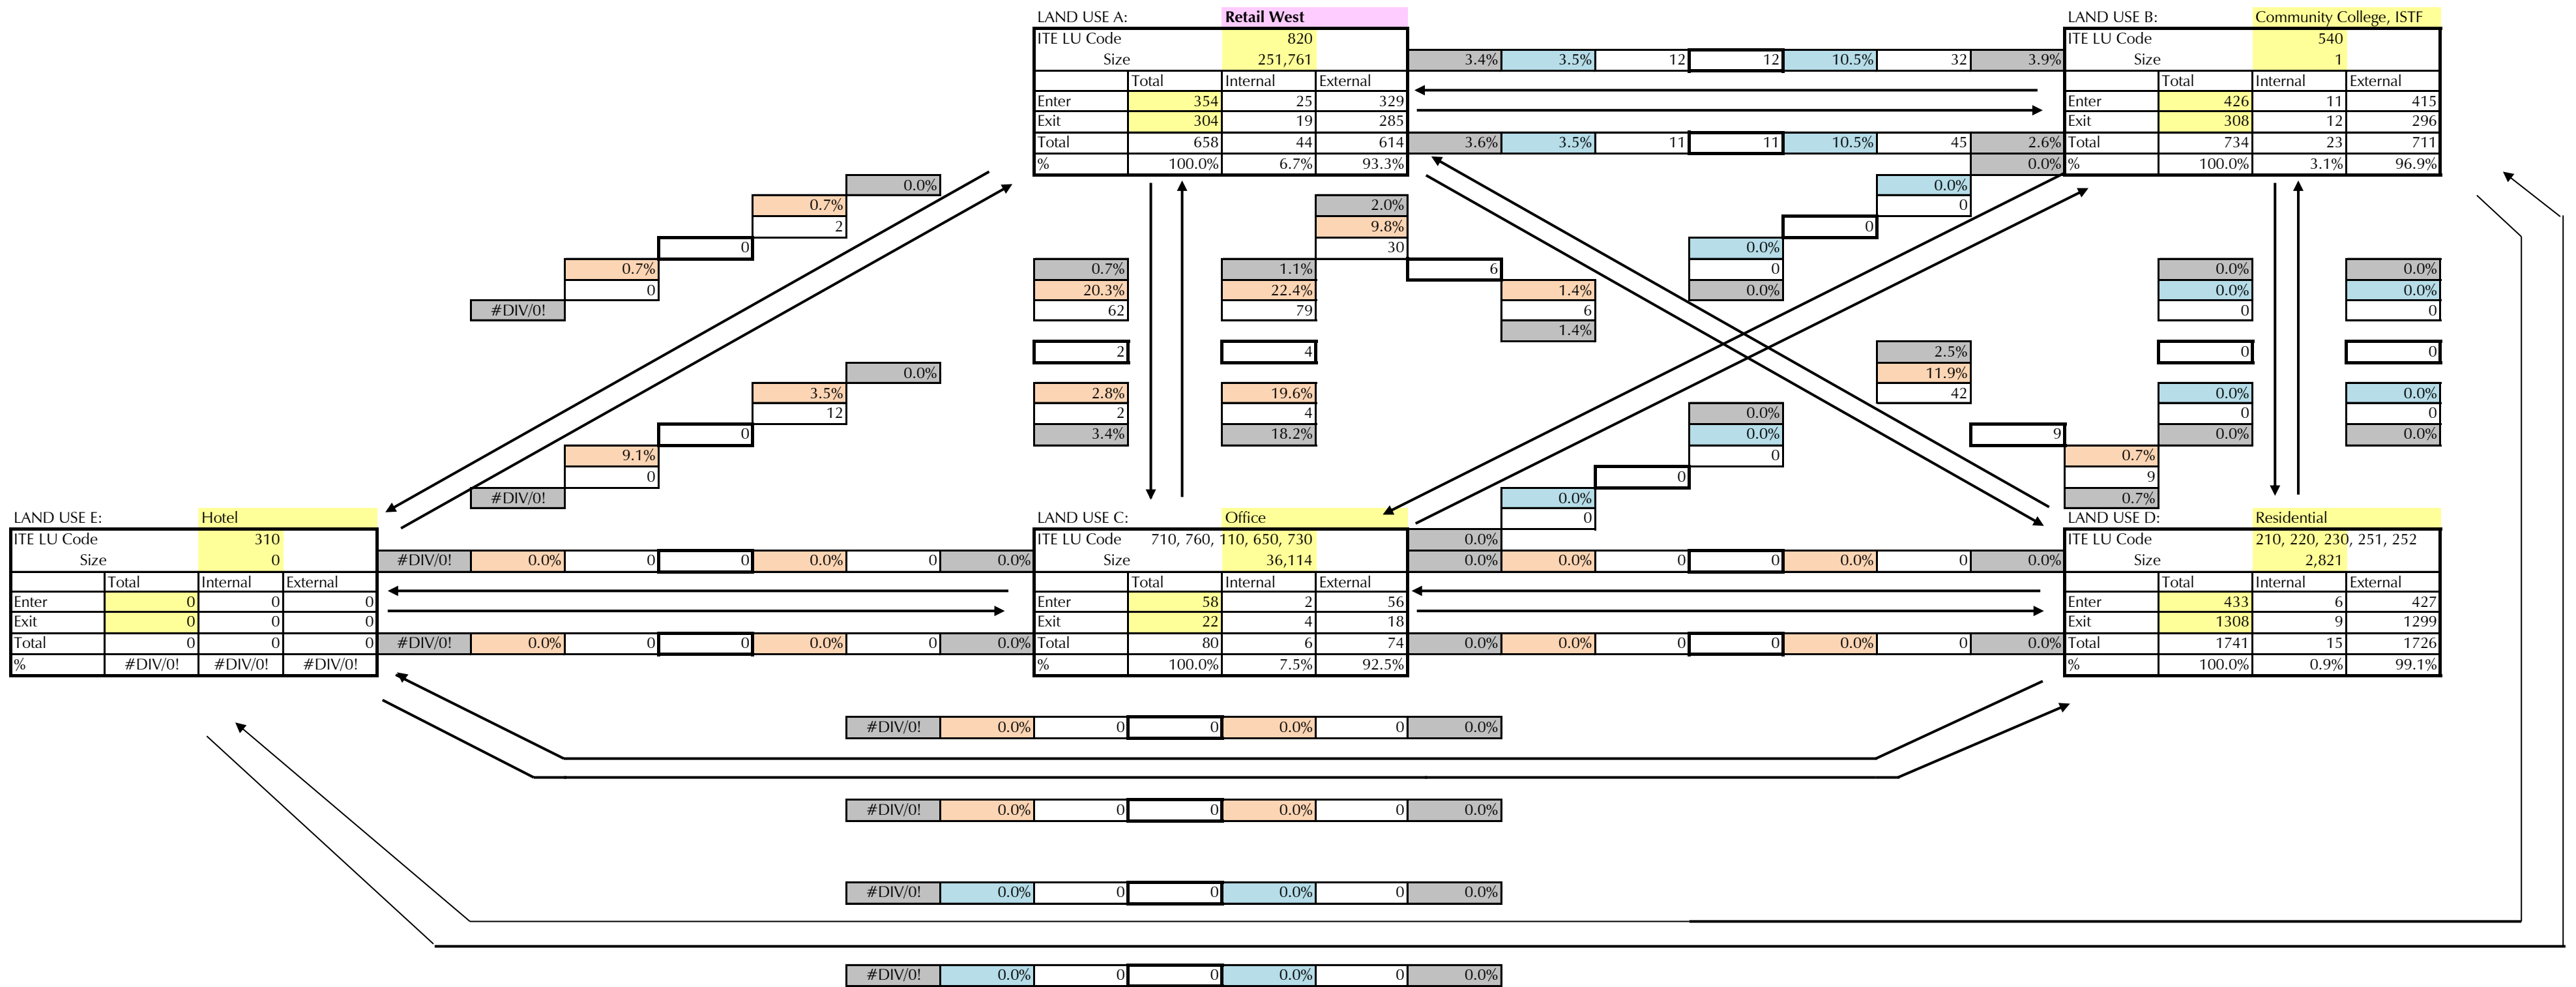 LAND USE A: Retail West LAND USE B: Community College, ISTF
ITE LU Code 820 ITE LU Code 540
Size 251,761 3.4% 3.5% 12 12 10.5% 32 3.9% Size 1
Total Internal External Total Internal External
Enter 354 25 329 Enter 426 11 415
Exit 304 19 285 Exit 308 12 296
Total 658 44 614 3.6% 3.5% 11 11 10.5% 45 2.6% Total 734 23 711
% 100.0% 6.7% 93.3% 0.0% % 100.0% 3.1% 96.9%
0.0% 0.0%
0.7% 2.0% 0
2 9.8% 0
0 30 0.0%
0.7% 0.7% 1.1% 6 0 0.0% 0.0%
0 20.3% 22.4% 1.4% 0.0% 0.0% 0.0%
#DIV/0! 62 79 6 0 0
1.4%
2 4 2.5% 0 0
0.0% 11.9%
3.5% 2.8% 19.6% 42 0.0% 0.0%
12 2 4 0.0% 0 0
0 3.4% 18.2% 0.0% 9 0.0% 0.0%
9.1% 0 0.7%
0 0 9
#DIV/0! 0.0% 0.7%
LAND USE E: Hotel LAND USE C: Office 0 LAND USE D: Residential
ITE LU Code 310 ITE LU Code 710, 760, 110, 650, 730 0.0% ITE LU Code 210, 220, 230, 251, 252
Size 0 #DIV/0! 0.0% 0 0 0.0% 0 0.0% Size 36,114 0.0% 0.0% 0 0 0.0% 0 0.0% Size 2,821
Total Internal External Total Internal External Total Internal External
Enter 0 0 0 Enter 58 2 56 Enter 433 6 427
Exit 0 0 0 Exit 22 4 18 Exit 1308 9 1299
Total 0 0 0 #DIV/0! 0.0% 0 0 0.0% 0 0.0% Total 80 6 74 0.0% 0.0% 0 0 0.0% 0 0.0% Total 1741 15 1726
% #DIV/0! #DIV/0! #DIV/0! % 100.0% 7.5% 92.5% % 100.0% 0.9% 99.1%
#DIV/0! 0.0% 0 0 0.0% 0 0.0%
#DIV/0! 0.0% 0 0 0.0% 0 0.0%
#DIV/0! 0.0% 0 0 0.0% 0 0.0%
#DIV/0! 0.0% 0 0 0.0% 0 0.0%